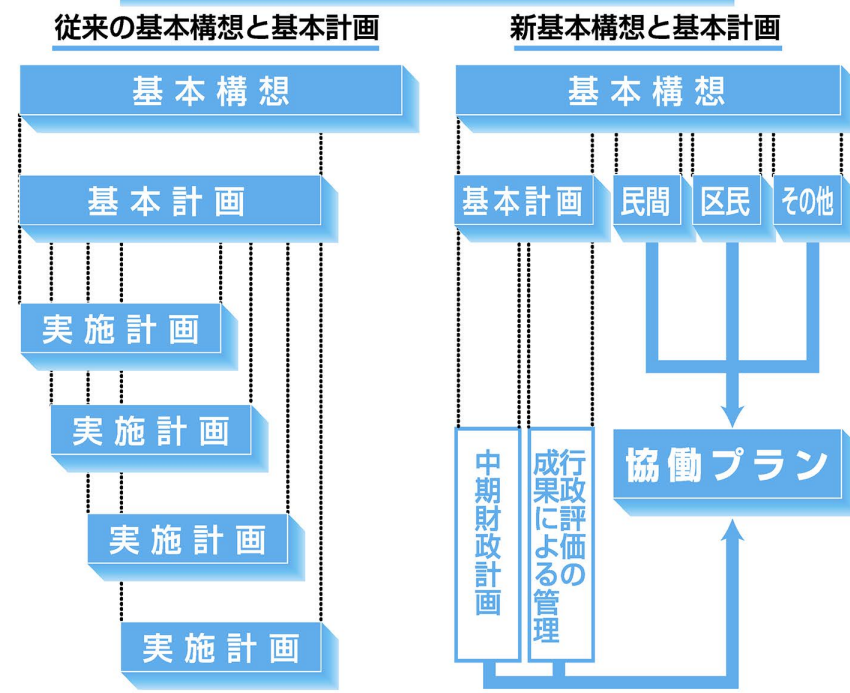 従来の基本構想と基本計画
基本構想
基本計画
実施計画
実施計画
実施計画
実施計画
新基本構想と基本計画
基本構想
基本計画
民間
区民
その他
中期財政計画
行政評価の
成果による管理
協働プラン